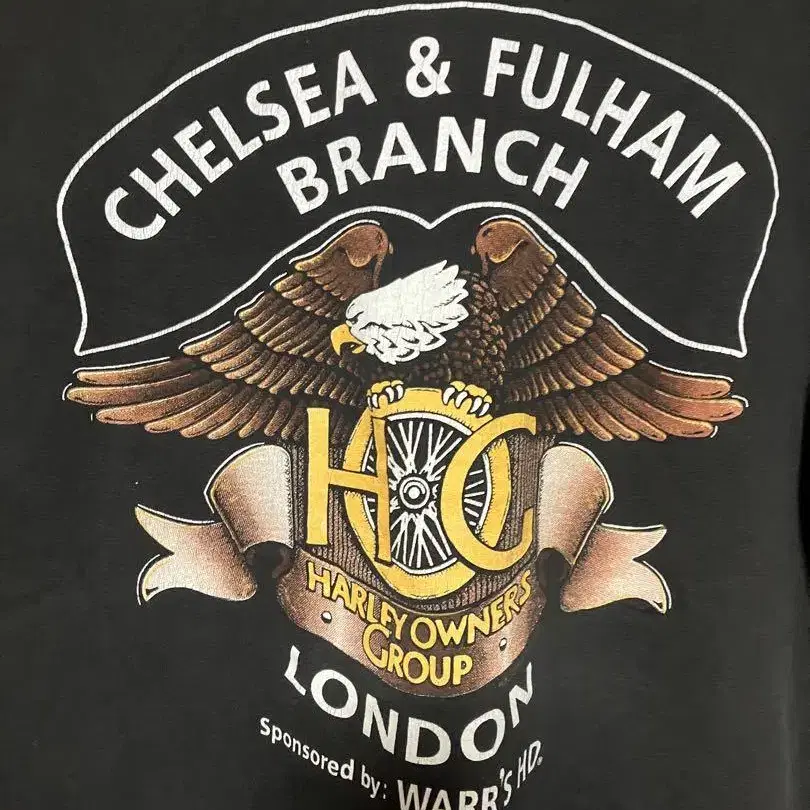 CHELSEA & FULHAM
BRANCH
HOG
HARLEY OWNERS
GROUP
LONDON
Sponsored by: WARR'S HD.